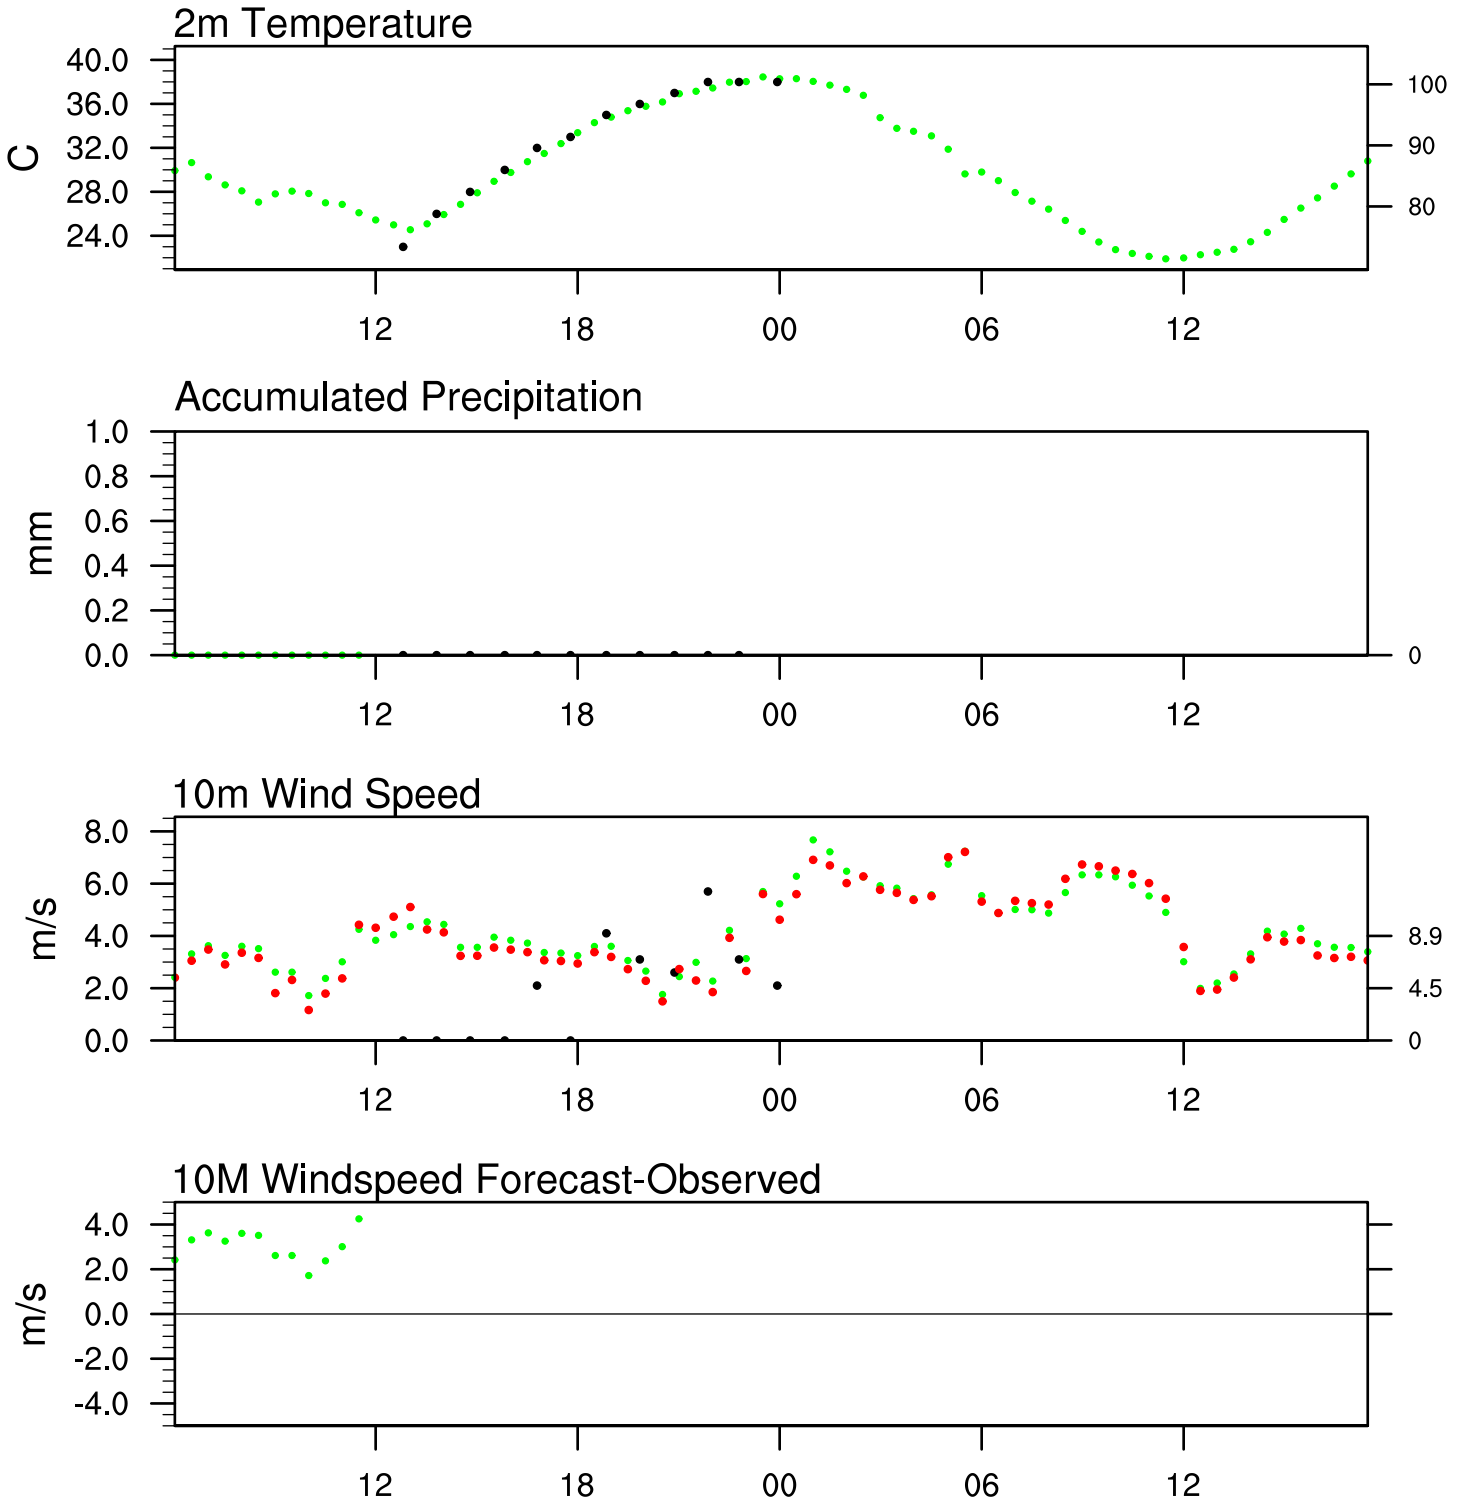 2m Temperature
40.0
36.0
32.0
28.0
24.0
C
100
90
80
12 18 00 06 12
Accumulated Precipitation
1.0
0.8
0.6
0.4
0.2
0.0
mm
0
12 18 00 06 12
10m Wind Speed
8.0
6.0
4.0
2.0
0.0
m/s
8.9
4.5
0
12 18 00 06 12
10M Windspeed Forecast-Observed
4.0
2.0
0.0
-2.0
-4.0
m/s
12 18 00 06 12